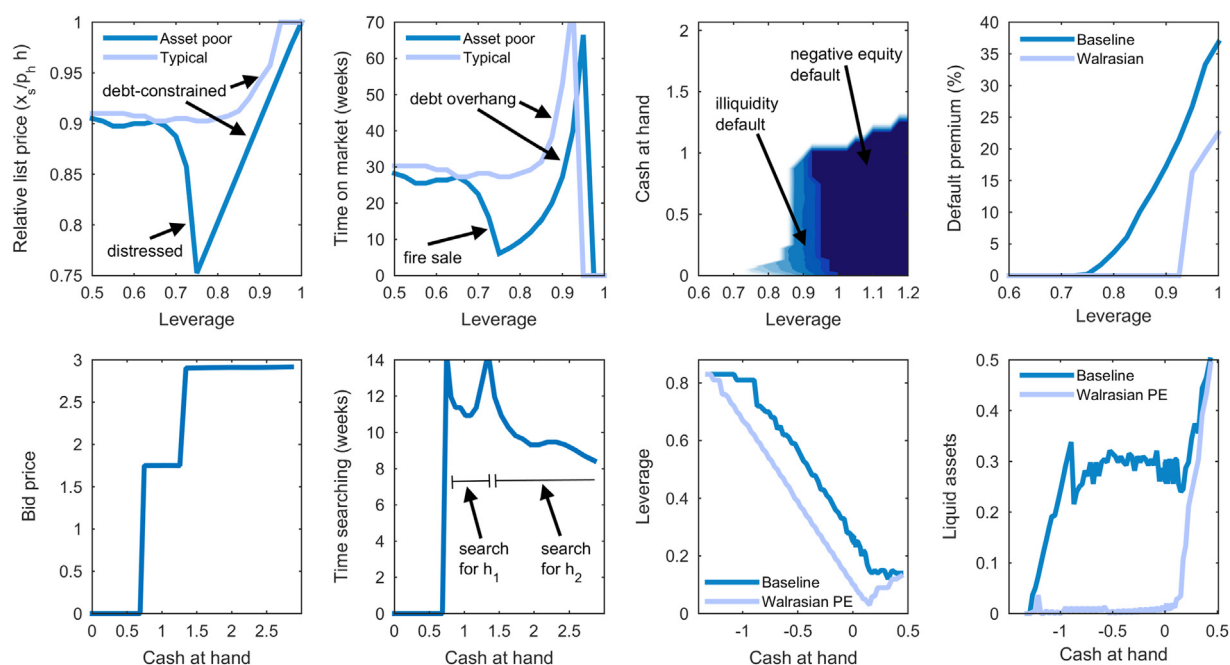 Relative list price (x_s/p_h h)
1
0.95
0.9
0.85
0.8
0.75
Asset poor
Typical
debt-constrained
distressed
0.5 0.6 0.7 0.8 0.9 1
Leverage
Time on market (weeks)
70
60
50
40
30
20
10
0
Asset poor
Typical
debt overhang
fire sale
0.5 0.6 0.7 0.8 0.9 1
Leverage
Cash at hand
2
1.5
1
0.5
0
negative equity
default
illiquidity
default
0.6 0.7 0.8 0.9 1 1.1 1.2
Leverage
Default premium (%)
40
35
30
25
20
15
10
5
0
Baseline
Walrasian
0.6 0.7 0.8 0.9 1
Leverage
Bid price
3
2.5
2
1.5
1
0.5
0
0 0.5 1 1.5 2 2.5
Cash at hand
Time searching (weeks)
14
12
10
8
6
4
2
0
search
for h_1
search
for h_2
0 0.5 1 1.5 2 2.5
Cash at hand
Leverage
0.8
0.6
0.4
0.2
0
Baseline
Walrasian PE
-1 -0.5 0 0.5
Cash at hand
Liquid assets
0.5
0.4
0.3
0.2
0.1
0
Baseline
Walrasian PE
-1 -0.5 0 0.5
Cash at hand